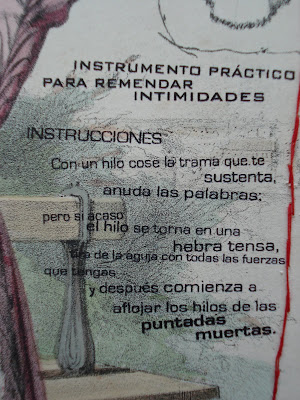 INSTRUMENTO PRÁCTICO
PARA REMENDAR
INTIMIDADES
INSTRUCCIONES
Con un hilo cose la trama que te
sustenta,
anuda las palabras;
pero si acaso
el hilo se torna en una
hebra tensa,
tira de la aguja con todas las fuerzas
que tengas
y después comienza a
aflojar los hilos de las
puntadas
muertas.